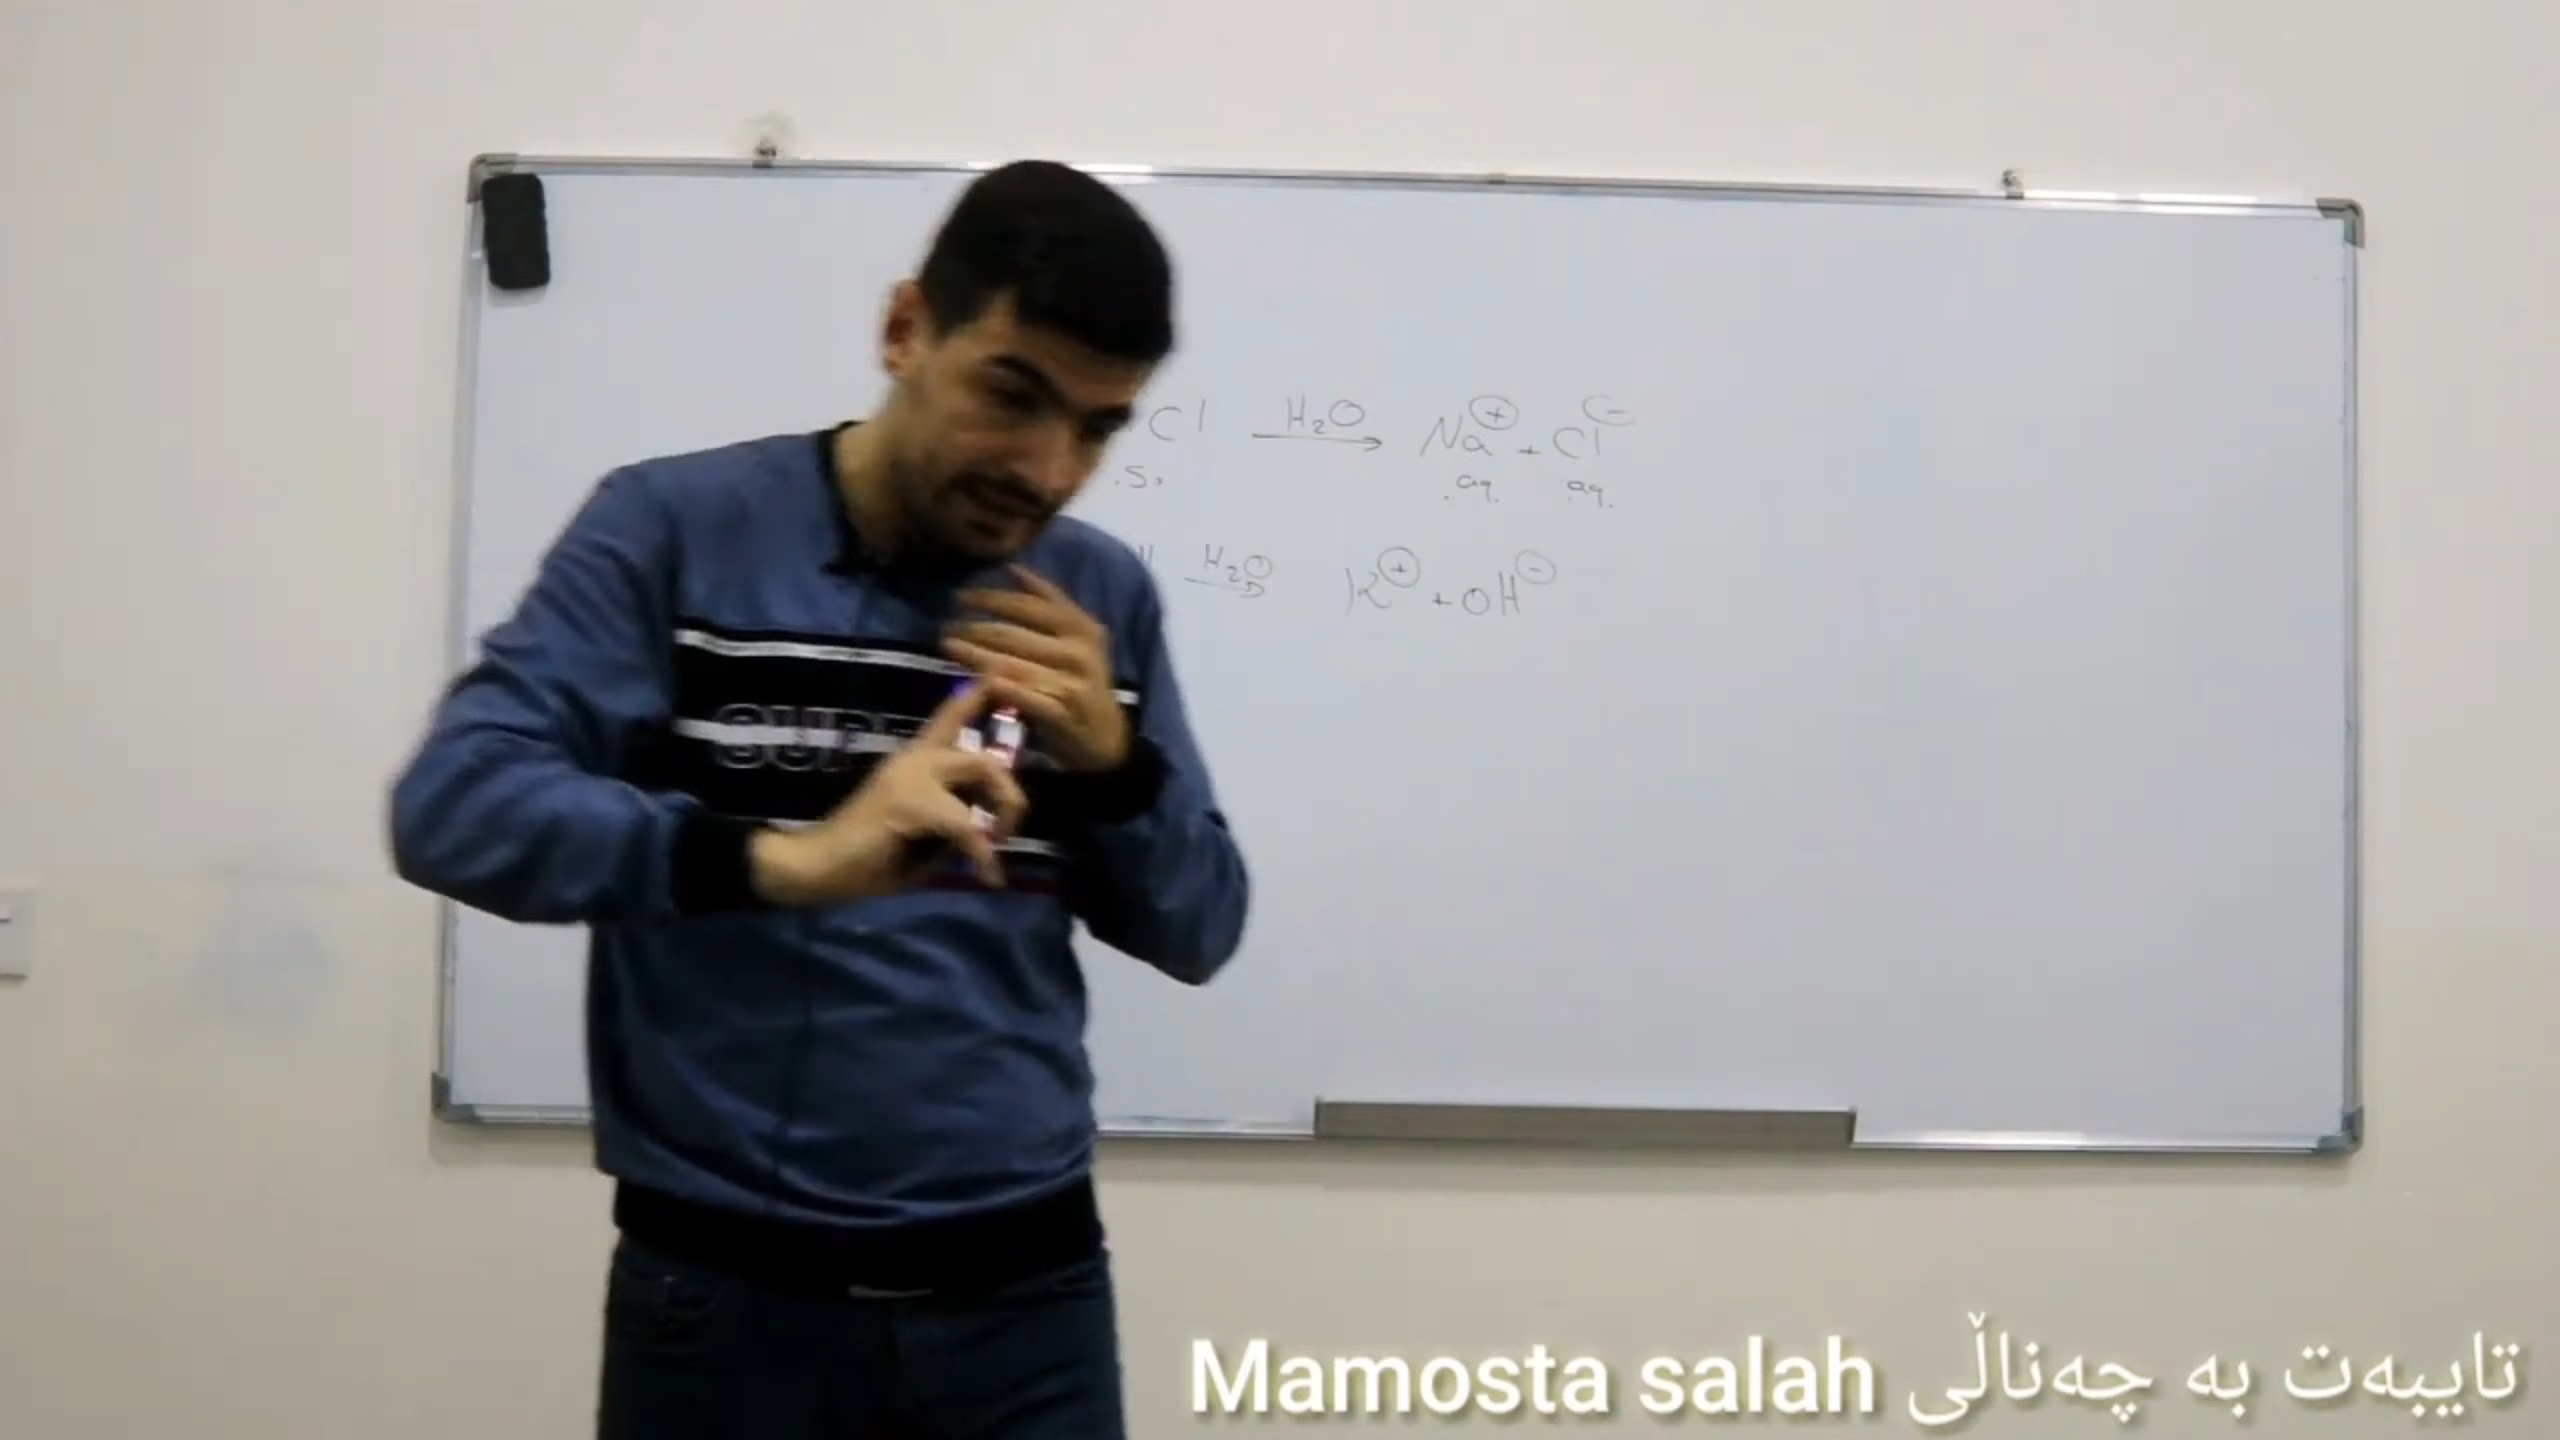 Cl H₂O→ Na⁺ + Cl⁻
.s. .aq. .aq.
H₂O→ K⁺ + OH⁻
تایبەت بە چەناڵی Mamosta salah